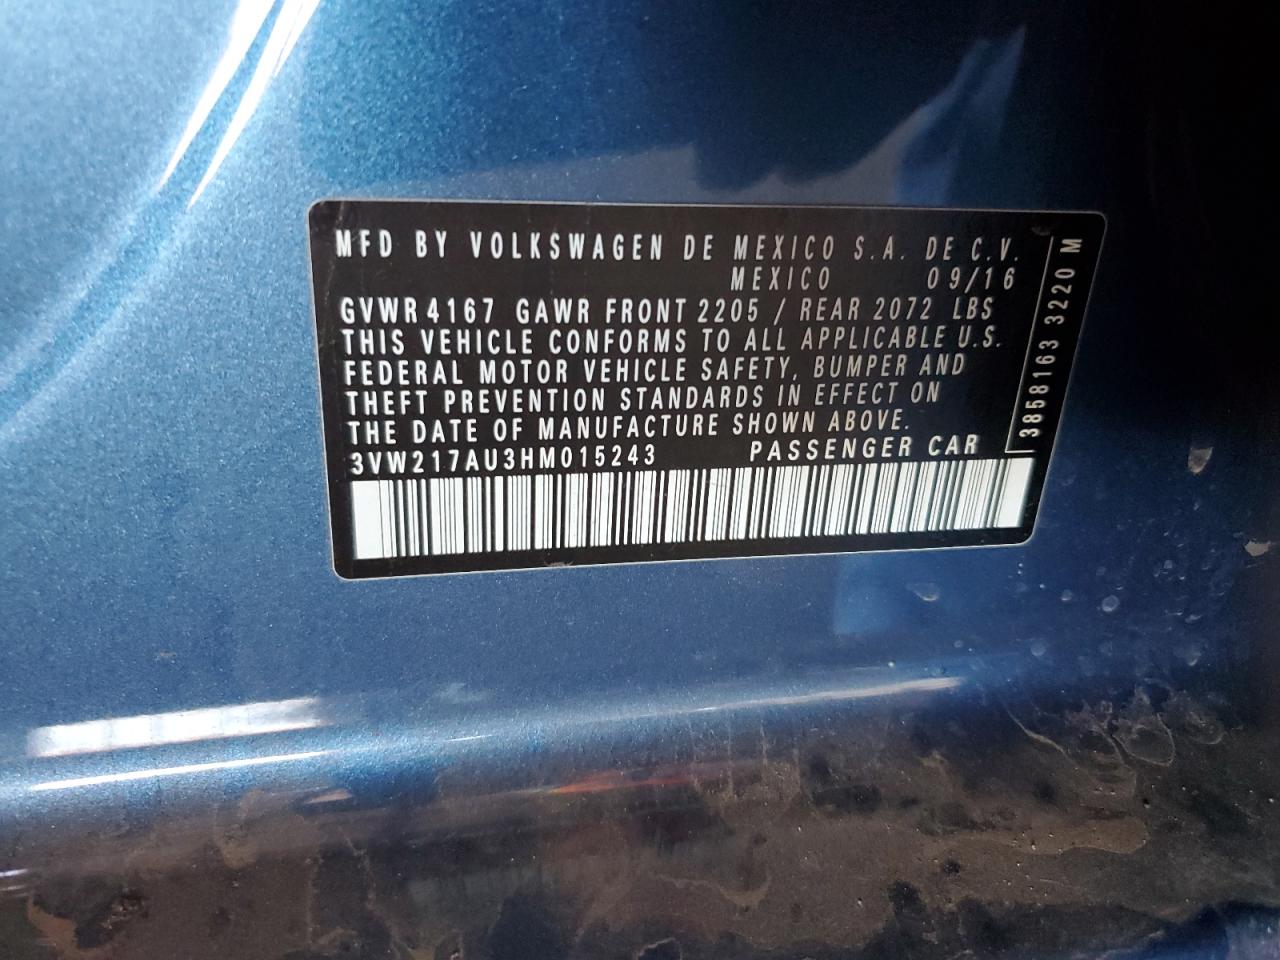 MFD BY VOLKSWAGEN DE MEXICO S.A. DE C.V.
MEXICO 09/16
GVWR 4167 GAWR FRONT 2205 / REAR 2072 LBS
THIS VEHICLE CONFORMS TO ALL APPLICABLE U.S.
FEDERAL MOTOR VEHICLE SAFETY, BUMPER AND
THEFT PREVENTION STANDARDS IN EFFECT ON
THE DATE OF MANUFACTURE SHOWN ABOVE.
3VW217AU3HM015243 PASSENGER CAR
3858163 3220 M